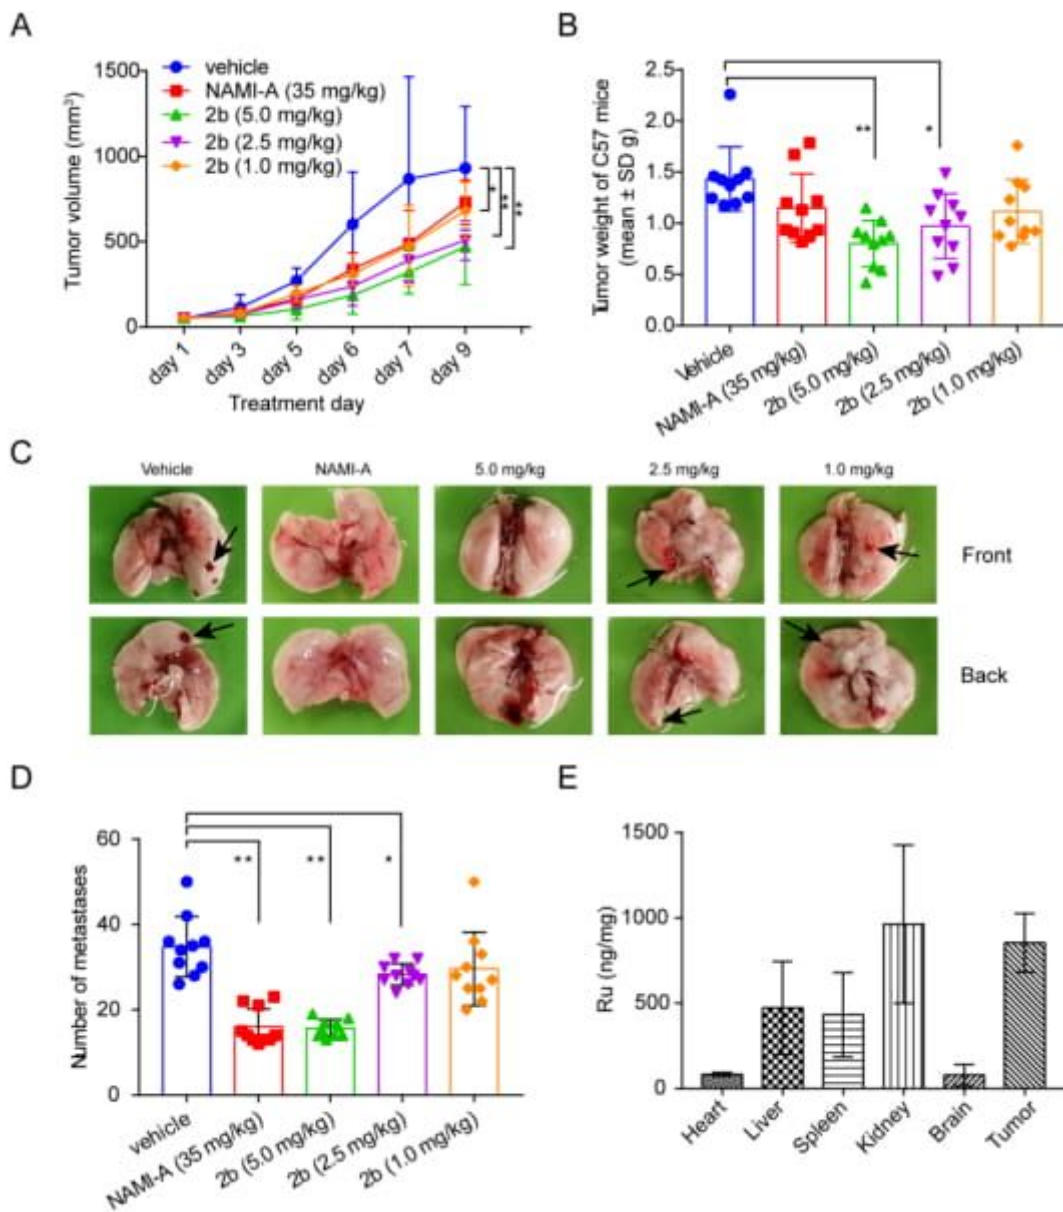 A
1500
1000
500
0
Tumor volume (mm³)
vehicle
NAMI-A (35 mg/kg)
2b (5.0 mg/kg)
2b (2.5 mg/kg)
2b (1.0 mg/kg)
*
**
**
day 1
day 3
day 5
day 6
day 7
day 9
Treatment day
B
Tumor weight of C57 mice
(mean ± SD g)
2.5
2.0
1.5
1.0
0.5
0.0
**
*
Vehicle
NAMI-A (35 mg/kg)
2b (5.0 mg/kg)
2b (2.5 mg/kg)
2b (1.0 mg/kg)
C
Vehicle
NAMI-A
5.0 mg/kg
2.5 mg/kg
1.0 mg/kg
Front
Back
D
Number of metastases
60
40
20
0
**
**
*
vehicle
NAMI-A (35 mg/kg)
2b (5.0 mg/kg)
2b (2.5 mg/kg)
2b (1.0 mg/kg)
E
Ru (ng/mg)
1500
1000
500
0
Heart
Liver
Spleen
Kidney
Brain
Tumor